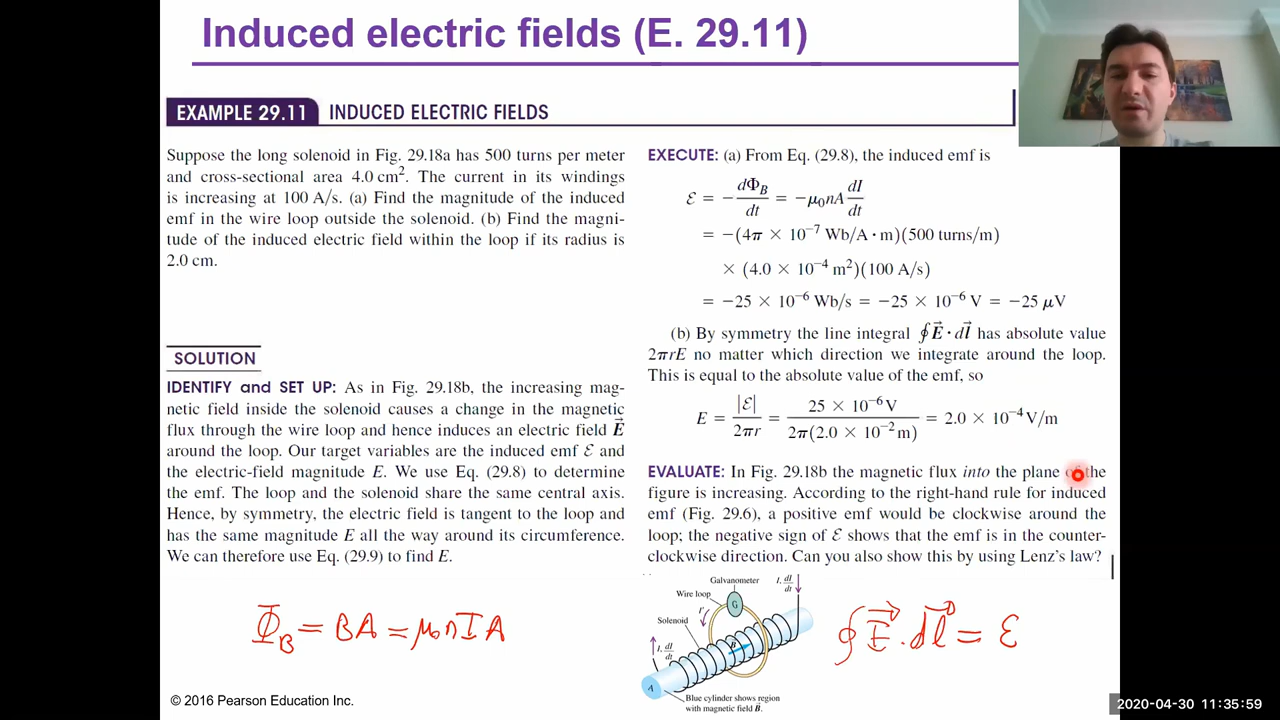 Induced electric fields (E. 29.11)
EXAMPLE 29.11 INDUCED ELECTRIC FIELDS
Suppose the long solenoid in Fig. 29.18a has 500 turns per meter
and cross-sectional area 4.0 cm². The current in its windings
is increasing at 100 A/s. (a) Find the magnitude of the induced
emf in the wire loop outside the solenoid. (b) Find the magni-
tude of the induced electric field within the loop if its radius is
2.0 cm.
SOLUTION
IDENTIFY and SET UP: As in Fig. 29.18b, the increasing mag-
netic field inside the solenoid causes a change in the magnetic
flux through the wire loop and hence induces an electric field E⃗
around the loop. Our target variables are the induced emf ℰ and
the electric-field magnitude E. We use Eq. (29.8) to determine
the emf. The loop and the solenoid share the same central axis.
Hence, by symmetry, the electric field is tangent to the loop and
has the same magnitude E all the way around its circumference.
We can therefore use Eq. (29.9) to find E.
Φ_B = BA = μ₀nIA
EXECUTE: (a) From Eq. (29.8), the induced emf is
ℰ = −dΦ_B/dt = −μ₀nA dI/dt
= −(4π × 10⁻⁷ Wb/A · m)(500 turns/m)
× (4.0 × 10⁻⁴ m²)(100 A/s)
= −25 × 10⁻⁶ Wb/s = −25 × 10⁻⁶ V = −25 μV
(b) By symmetry the line integral ∮E⃗ · dl⃗ has absolute value
2πrE no matter which direction we integrate around the loop.
This is equal to the absolute value of the emf, so
E = |ℰ|/2πr = 25 × 10⁻⁶ V/2π(2.0 × 10⁻² m) = 2.0 × 10⁻⁴ V/m
EVALUATE: In Fig. 29.18b the magnetic flux into the plane of the
figure is increasing. According to the right-hand rule for induced
emf (Fig. 29.6), a positive emf would be clockwise around the
loop; the negative sign of ℰ shows that the emf is in the counter-
clockwise direction. Can you also show this by using Lenz's law?
Galvanometer
I, dI/dt
Wire loop
G
r
Solenoid
I, dI/dt
B⃗
A
Blue cylinder shows region
with magnetic field B⃗.
∮E⃗ · dl⃗ = ℰ
© 2016 Pearson Education Inc.
2020-04-30 11:35:59